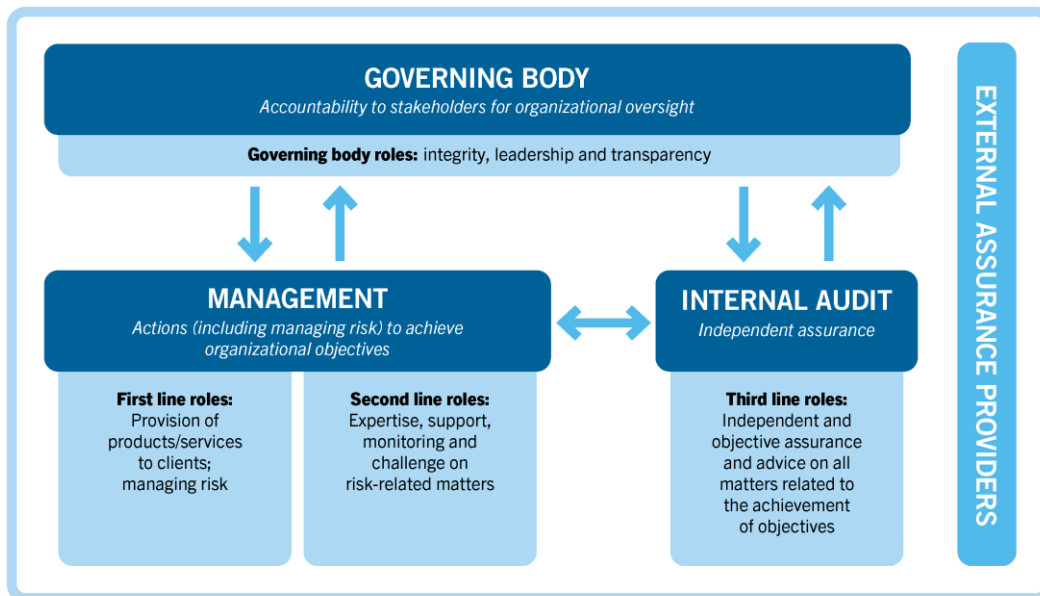 GOVERNING BODY
Accountability to stakeholders for organizational oversight
Governing body roles: integrity, leadership and transparency
MANAGEMENT
Actions (including managing risk) to achieve
organizational objectives
First line roles:
Provision of
products/services
to clients;
managing risk
Second line roles:
Expertise, support,
monitoring and
challenge on
risk-related matters
INTERNAL AUDIT
Independent assurance
Third line roles:
Independent and
objective assurance
and advice on all
matters related to
the achievement
of objectives
EXTERNAL ASSURANCE PROVIDERS